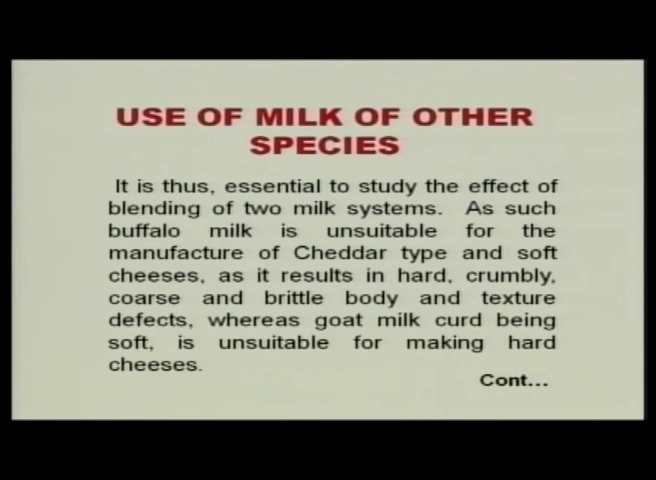 USE OF MILK OF OTHER
SPECIES
It is thus, essential to study the effect of
blending of two milk systems. As such
buffalo milk is unsuitable for the
manufacture of Cheddar type and soft
cheeses, as it results in hard, crumbly,
coarse and brittle body and texture
defects, whereas goat milk curd being
soft, is unsuitable for making hard
cheeses.
Cont...